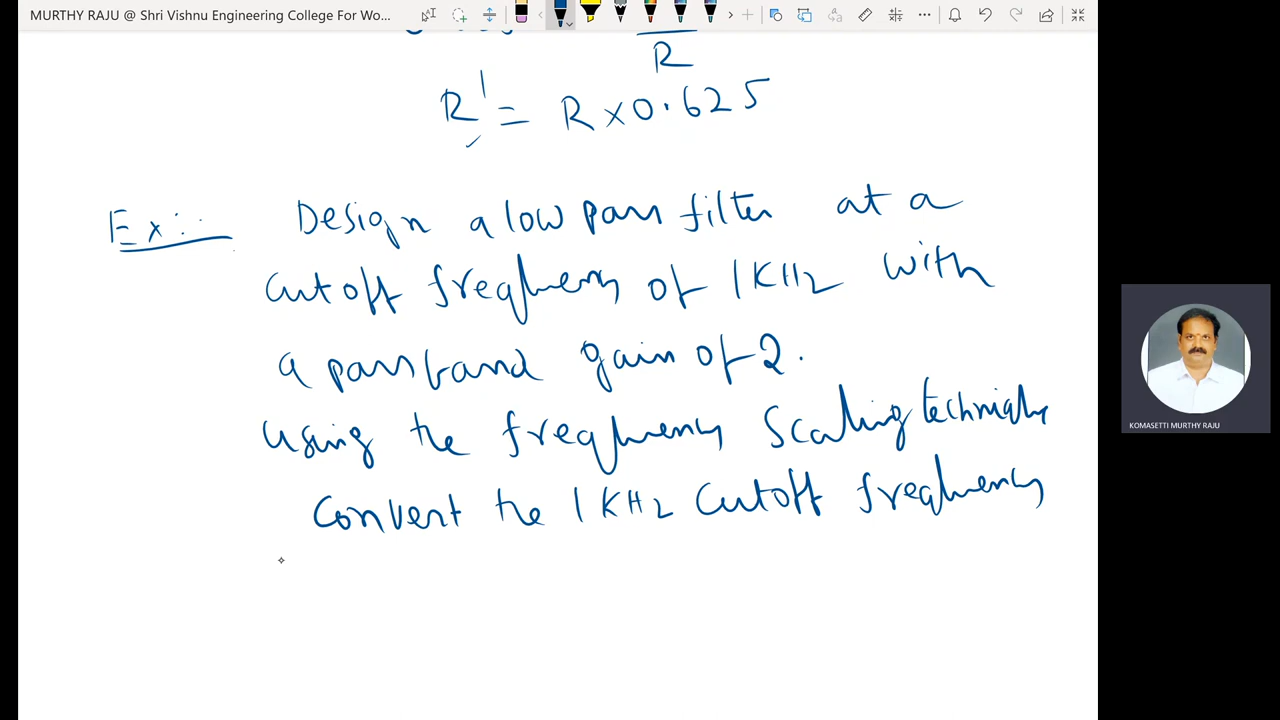 MURTHY RAJU @ Shri Vishnu Engineering College For Wo...
R
R' = R x 0.625
Ex:- Design a low pass filter at a
cutoff frequency of 1KHz with
a passband gain of 2.
using the frequency scaling technique
convert the 1KHz cutoff frequency
KOMASETTI MURTHY RAJU